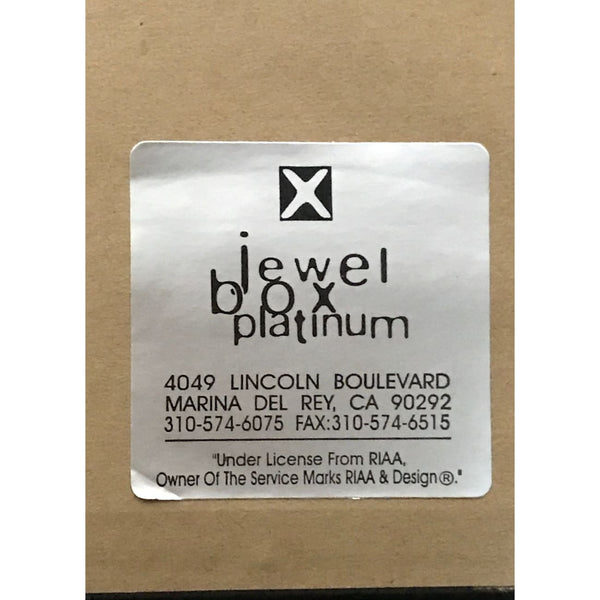 X
jewel
box
platinum
4049 LINCOLN BOULEVARD
MARINA DEL REY, CA 90292
310-574-6075 FAX:310-574-6515
"Under License From RIAA,
Owner Of The Service Marks RIAA & Design®."